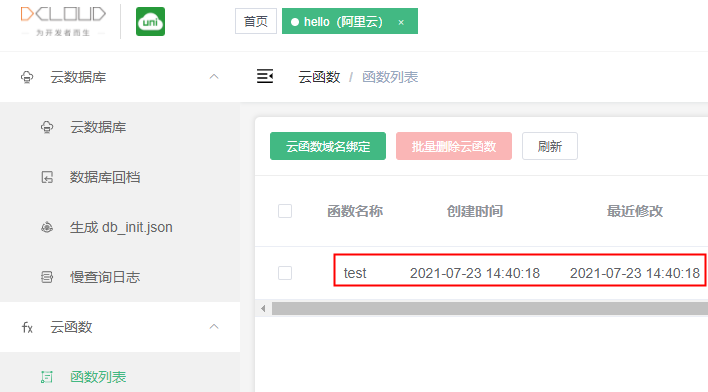 DCLOUD
为开发者而生
uni
首页
hello（阿里云） ×
云数据库
云数据库
数据库回档
生成 db_init.json
慢查询日志
fx 云函数
函数列表
云函数 / 函数列表
云函数域名绑定 批量删除云函数 刷新
函数名称 创建时间 最近修改
test 2021-07-23 14:40:18 2021-07-23 14:40:18